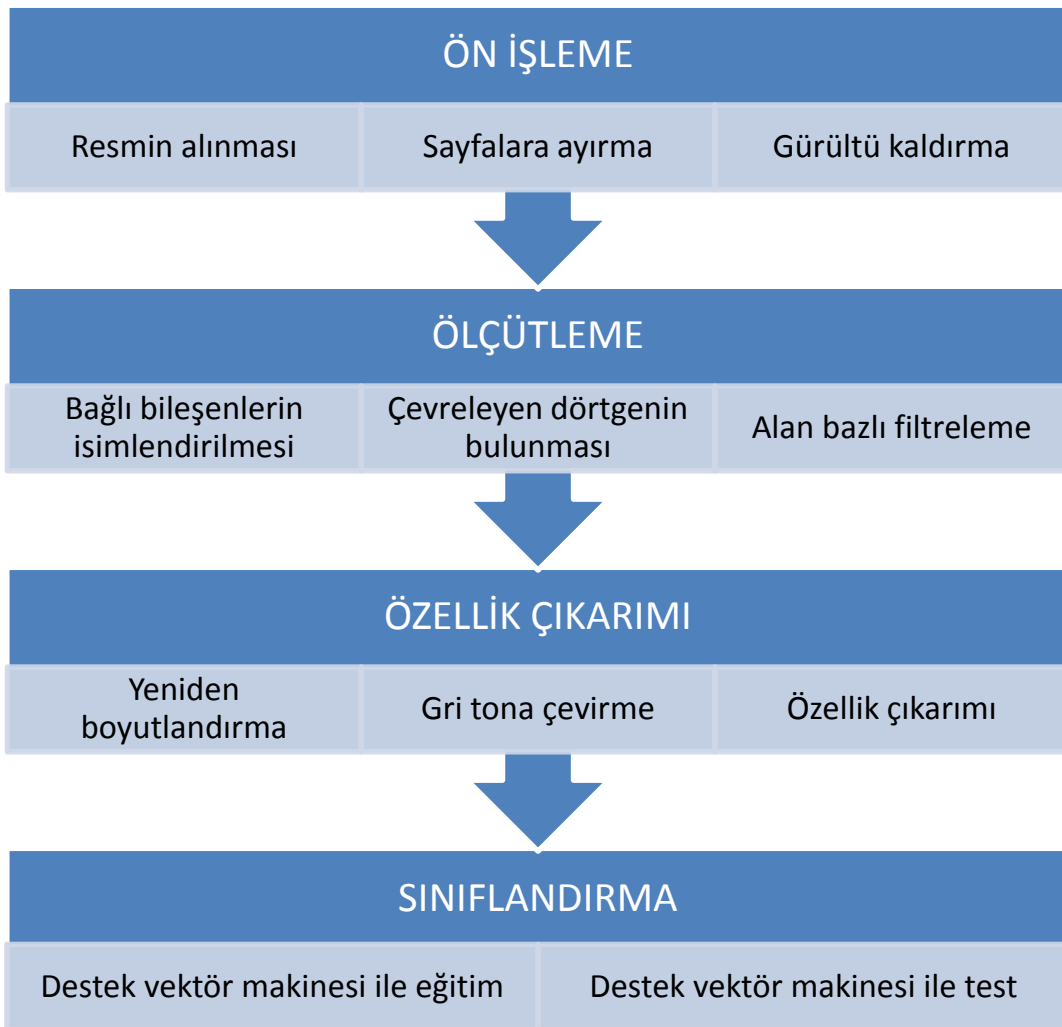 ÖN İŞLEME
Resmin alınması
Sayfalara ayırma
Gürültü kaldırma
ÖLÇÜTLEME
Bağlı bileşenlerin
isimlendirilmesi
Çevreleyen dörtgenin
bulunması
Alan bazlı filtreleme
ÖZELLİK ÇIKARIMI
Yeniden
boyutlandırma
Gri tona çevirme
Özellik çıkarımı
SINIFLANDIRMA
Destek vektör makinesi ile eğitim
Destek vektör makinesi ile test